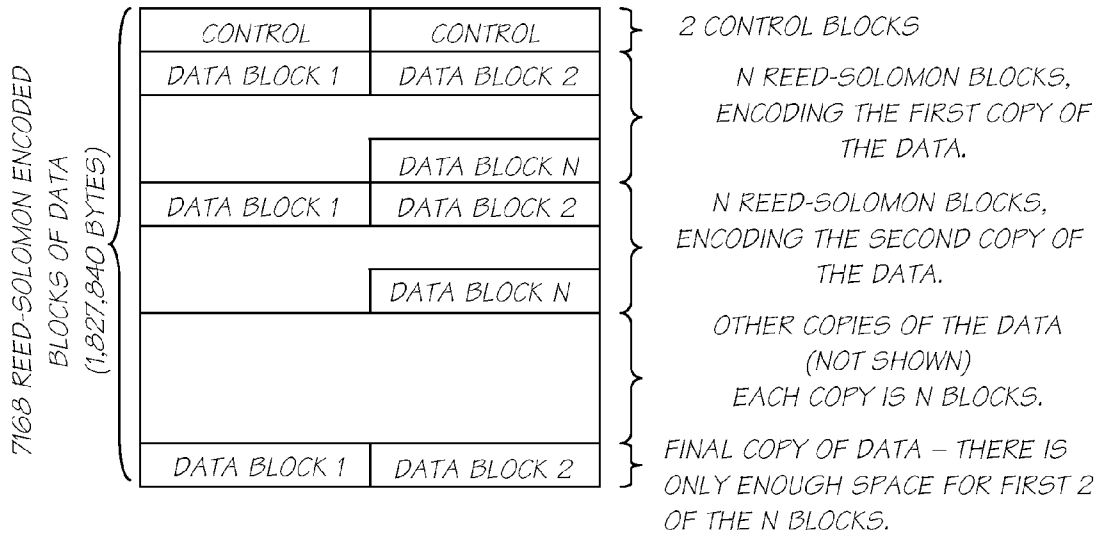 7168 REED-SOLOMON ENCODED
BLOCKS OF DATA
(1,827,840 BYTES)
CONTROL CONTROL
2 CONTROL BLOCKS
DATA BLOCK 1 DATA BLOCK 2
DATA BLOCK N
N REED-SOLOMON BLOCKS,
ENCODING THE FIRST COPY OF
THE DATA.
DATA BLOCK 1 DATA BLOCK 2
DATA BLOCK N
N REED-SOLOMON BLOCKS,
ENCODING THE SECOND COPY OF
THE DATA.
OTHER COPIES OF THE DATA
(NOT SHOWN)
EACH COPY IS N BLOCKS.
DATA BLOCK 1 DATA BLOCK 2
FINAL COPY OF DATA – THERE IS
ONLY ENOUGH SPACE FOR FIRST 2
OF THE N BLOCKS.